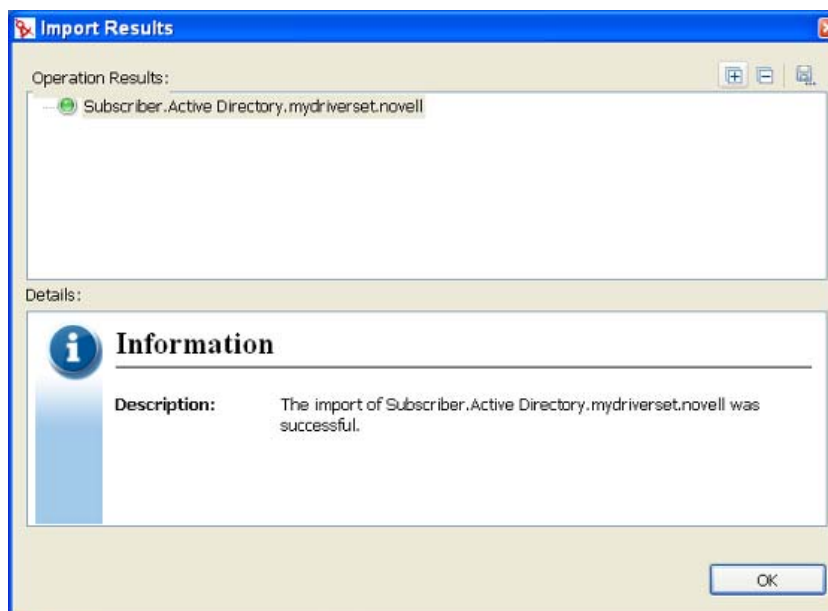 Import Results
Operation Results:
Subscriber.Active Directory.mydriverset.novell
Details:
Information
Description: The import of Subscriber.Active Directory.mydriverset.novell was
successful.
OK